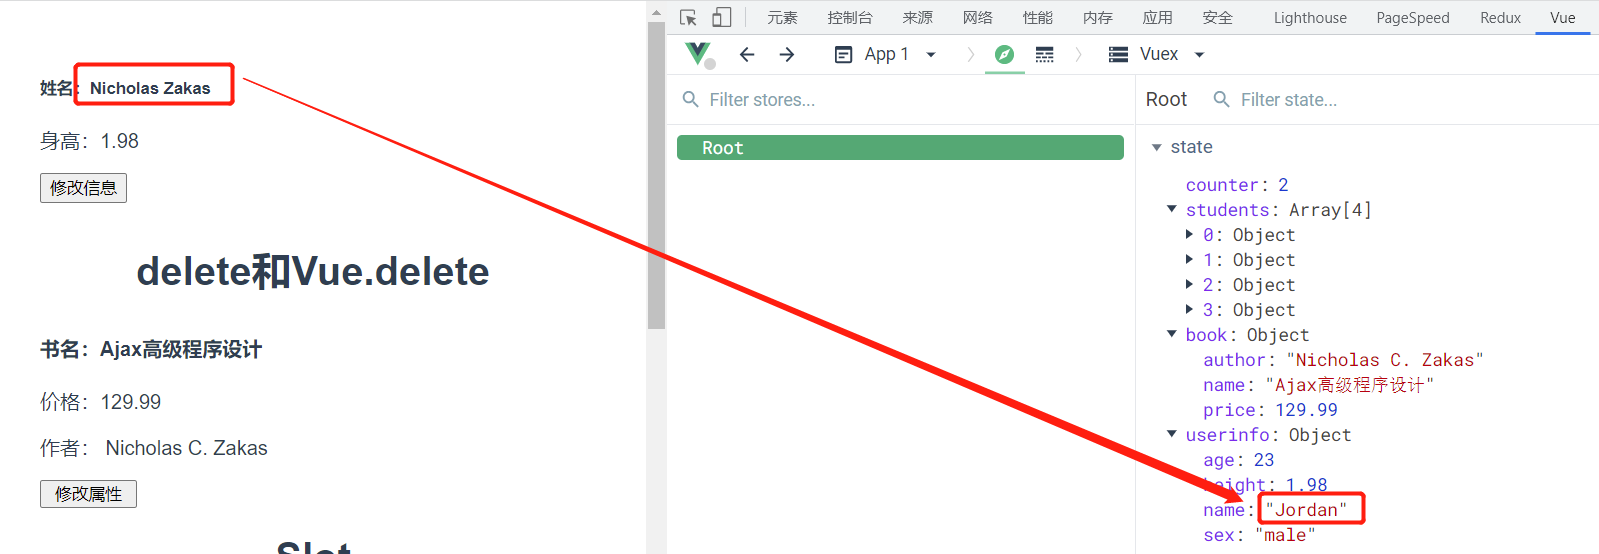 姓名：Nicholas Zakas
身高：1.98
修改信息
delete和Vue.delete
书名：Ajax高级程序设计
价格：129.99
作者： Nicholas C. Zakas
修改属性
Slot
元素 控制台 来源 网络 性能 内存 应用 安全 Lighthouse PageSpeed Redux Vue
App 1 Vuex
Filter stores...
Root
Root Filter state...
state
counter: 2
students: Array[4]
0: Object
1: Object
2: Object
3: Object
book: Object
author: "Nicholas C. Zakas"
name: "Ajax高级程序设计"
price: 129.99
userinfo: Object
age: 23
height: 1.98
name: "Jordan"
sex: "male"